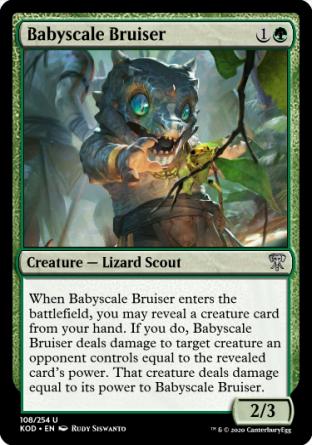 Babyscale Bruiser 1
Creature — Lizard Scout
When Babyscale Bruiser enters the
battlefield, you may reveal a creature card
from your hand. If you do, Babyscale
Bruiser deals damage to target creature an
opponent controls equal to the revealed
card's power. That creature deals damage
equal to its power to Babyscale Bruiser.
2/3
108/254 U
KOD • EN Rudy Siswanto
™ & © 2020 CanterburyEgg